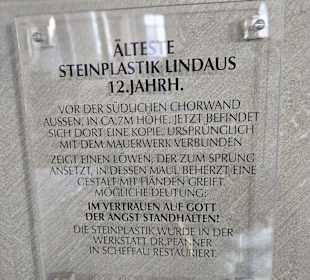 ÄLTESTE
STEINPLASTIK LINDAUS
12.JAHRH.
VOR DER SÜDLICHEN CHORWAND
AUSSEN, IN CA.7M HÖHE. JETZT BEFINDET
SICH DORT EINE KOPIE. URSPRÜNGLICH
MIT DEM MAUERWERK VERBUNDEN
ZEIGT EINEN LÖWEN, DER ZUM SPRUNG
ANSETZT, IN DESSEN MAUL BEHERZT EINE
GESTALT MIT HÄNDEN GREIFT.
MÖGLICHE DEUTUNG:
IM VERTRAUEN AUF GOTT
DER ANGST STANDHALTEN!
DIE STEINPLASTIK WURDE IN DER
WERKSTATT DR.PFANNER
IN SCHEFFAU RESTAURIERT.